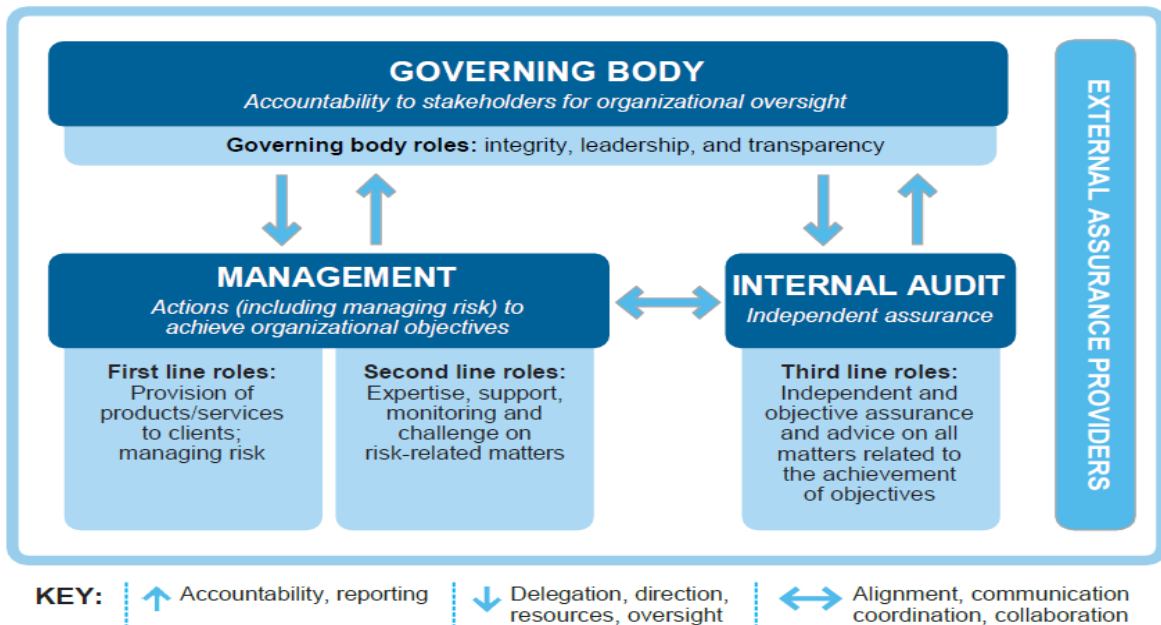 GOVERNING BODY
Accountability to stakeholders for organizational oversight
Governing body roles: integrity, leadership, and transparency
MANAGEMENT
Actions (including managing risk) to
achieve organizational objectives
First line roles:
Provision of
products/services
to clients;
managing risk
Second line roles:
Expertise, support,
monitoring and
challenge on
risk-related matters
INTERNAL AUDIT
Independent assurance
Third line roles:
Independent and
objective assurance
and advice on all
matters related to
the achievement
of objectives
EXTERNAL ASSURANCE PROVIDERS
KEY:
Accountability, reporting
Delegation, direction,
resources, oversight
Alignment, communication
coordination, collaboration